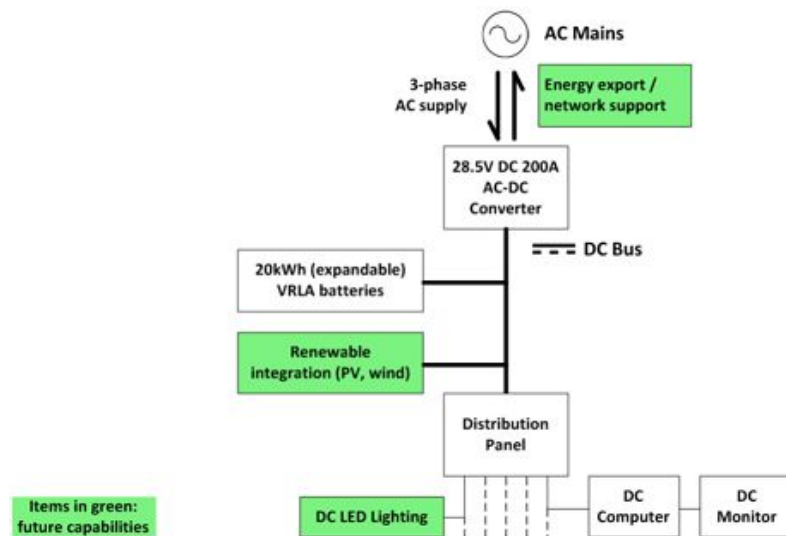 AC Mains
3-phase
AC supply
Energy export /
network support
28.5V DC 200A
AC-DC
Converter
DC Bus
20kWh (expandable)
VRLA batteries
Renewable
integration (PV, wind)
Distribution
Panel
Items in green:
future capabilities
DC LED Lighting
DC
Computer
DC
Monitor